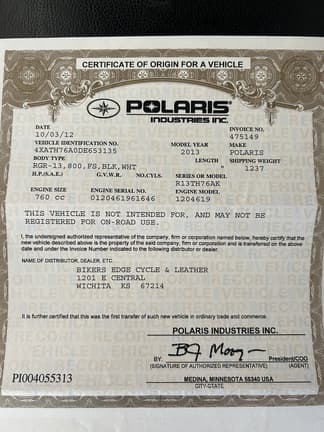 CERTIFICATE OF ORIGIN FOR A VEHICLE
POLARIS
INDUSTRIES INC.
DATE INVOICE NO.
10/03/12 475149
VEHICLE IDENTIFICATION NO. MODEL YEAR MAKE
4XATH76A0DE653135 2013 POLARIS
BODY TYPE LENGTH SHIPPING WEIGHT
RGR-13,800,FS,BLK,WHT " 1237
H.P.(S.A.E.) G.V.W.R. NO.CYLS. SERIES OR MODEL
R13TH76AK
ENGINE SIZE ENGINE SERIAL NO. ENGINE MODEL
760 cc 0120461961646 1204619
THIS VEHICLE IS NOT INTENDED FOR, AND MAY NOT BE
REGISTERED FOR ON-ROAD USE.
I, the undersigned authorized representative of the company, firm or corporation named below, hereby certify that the
new vehicle described above is the property of the said company, firm or corporation and is transferred on the above
date and under the Invoice Number indicated to the following distributor or dealer.
NAME OF DISTRIBUTOR, DEALER, ETC.
BIKERS EDGE CYCLE & LEATHER
1201 E CENTRAL
WICHITA KS 67214
It is further certified that this was the first transfer of such new vehicle in ordinary trade and commerce.
POLARIS INDUSTRIES INC.
BY: President/COO
(SIGNATURE OF AUTHORIZED REPRESENTATIVE) (AGENT)
PI004055313
MEDINA, MINNESOTA 55340 USA
CITY-STATE